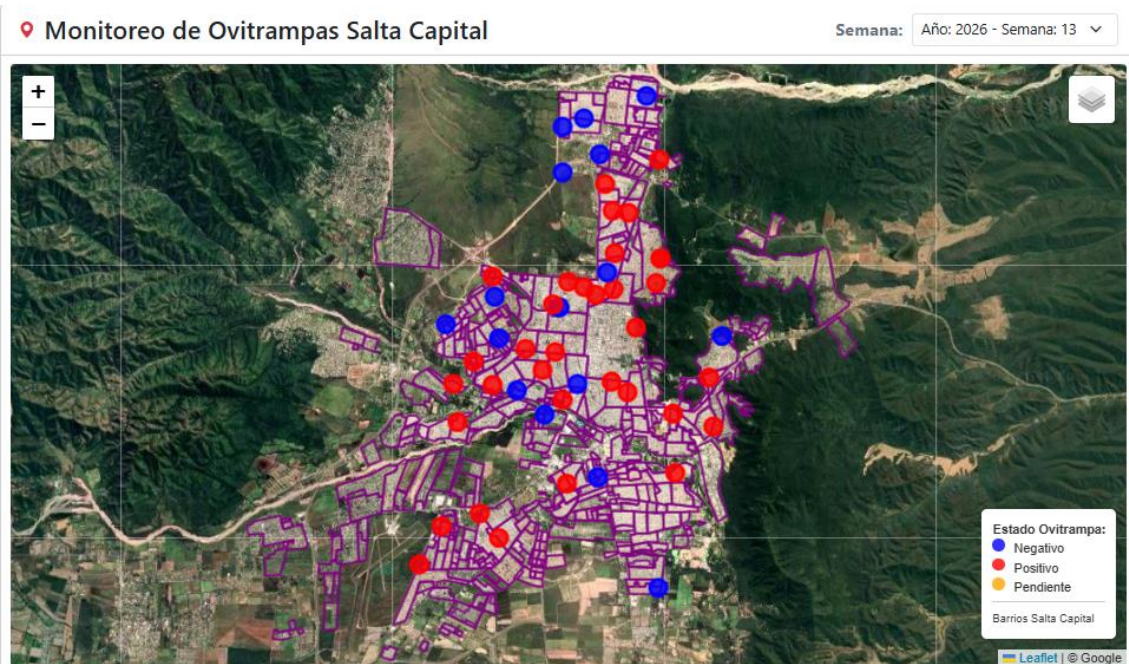 Monitoreo de Ovitrampas Salta Capital
Semana: Año: 2026 - Semana: 13
+
−
Estado Ovitrampa:
Negativo
Positivo
Pendiente
Barrios Salta Capital
Leaflet | © Google